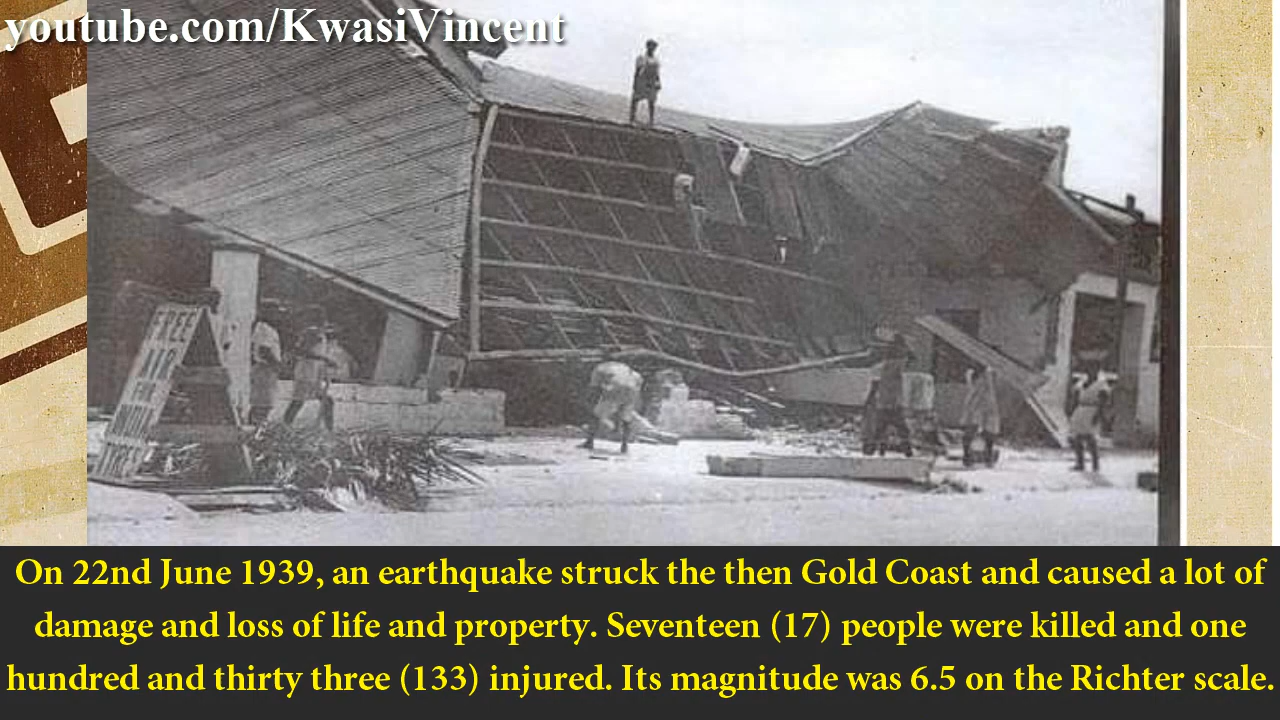 youtube.com/KwasiVincent
FREE
AIR
On 22nd June 1939, an earthquake struck the then Gold Coast and caused a lot of
damage and loss of life and property. Seventeen (17) people were killed and one
hundred and thirty three (133) injured. Its magnitude was 6.5 on the Richter scale.